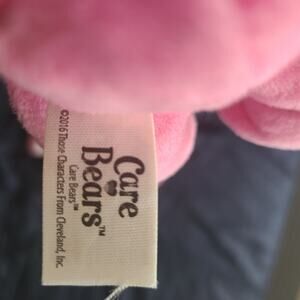 Care
Bears™
Care Bears™
©2016 Those Characters From Cleveland, Inc.